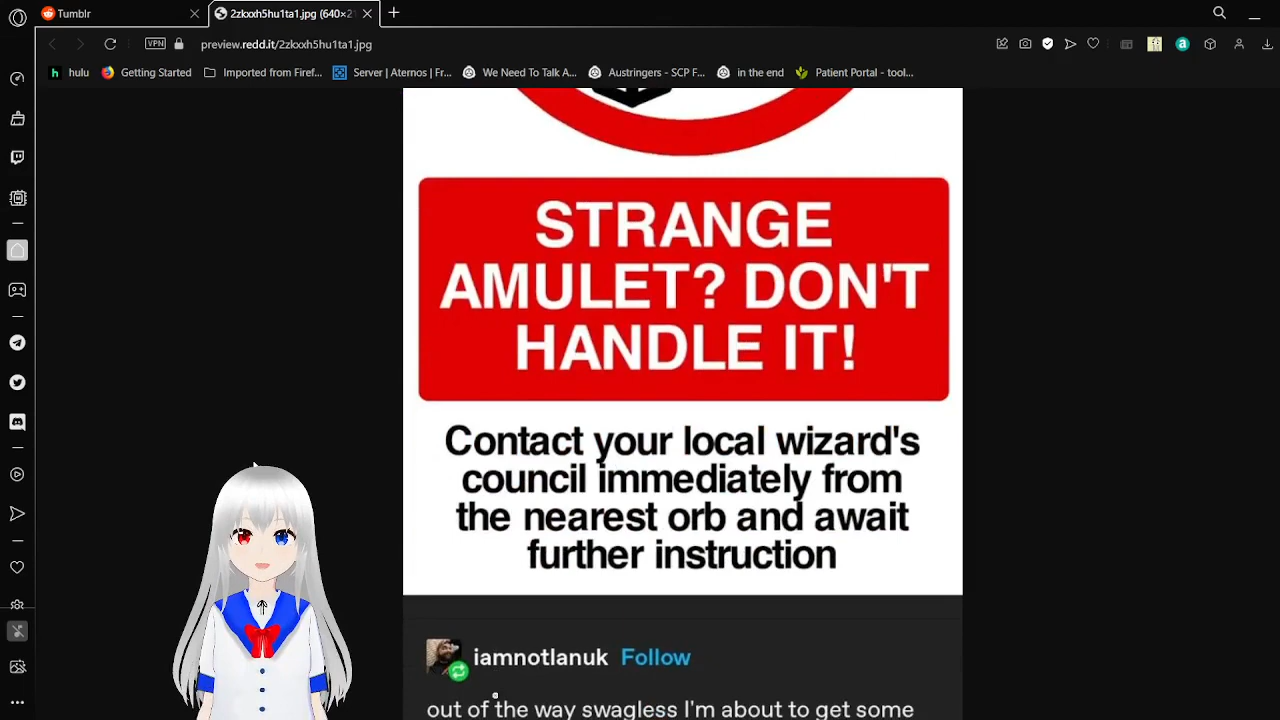 Tumblr
2zkxxh5hu1ta1.jpg (640×21
VPN
preview.redd.it/2zkxxh5hu1ta1.jpg
h hulu
Getting Started
Imported from Firef...
Server | Aternos | Fr...
We Need To Talk A...
Austringers - SCP F...
in the end
Patient Portal - tool...
STRANGE
AMULET? DON'T
HANDLE IT!
Contact your local wizard's
council immediately from
the nearest orb and await
further instruction
iamnotlanuk Follow
out of the way swagless I'm about to get some